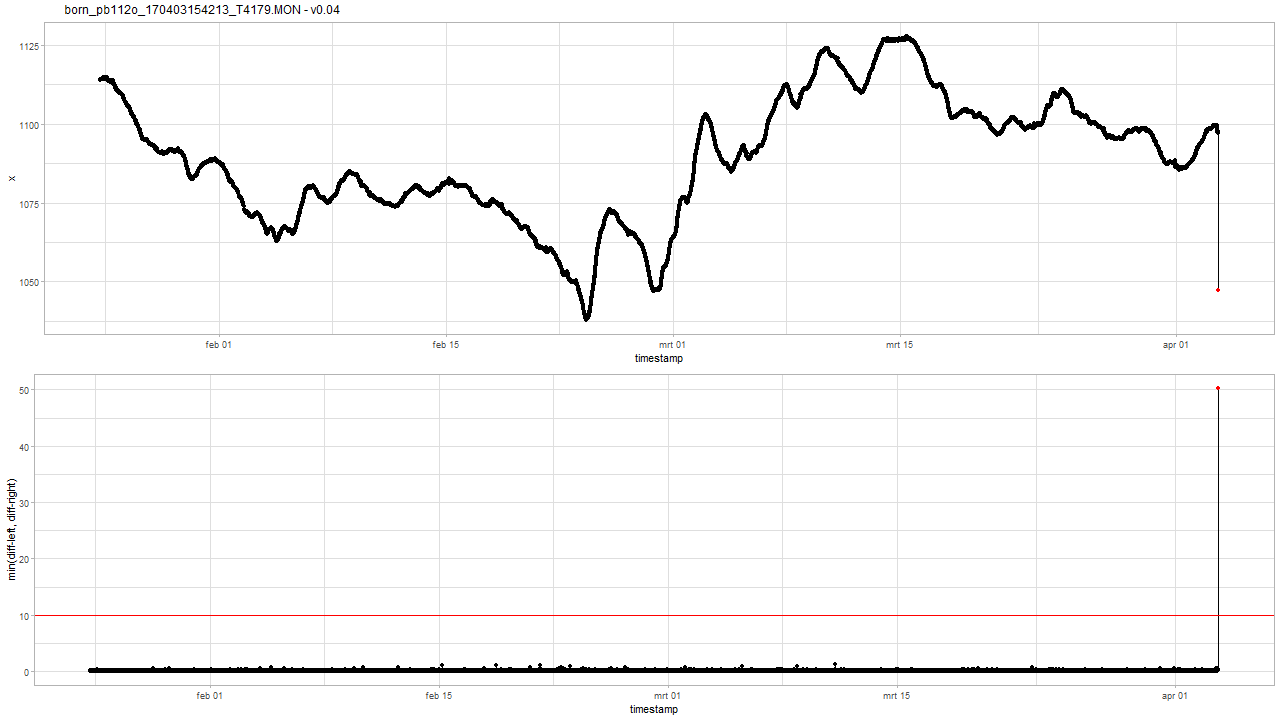 born_pb112o_170403154213_T4179.MON - v0.04
1125
1100
1075
1050
x
feb 01 feb 15 mrt 01 mrt 15 apr 01
timestamp
50
40
30
20
10
0
min(diff-left, diff-right)
feb 01 feb 15 mrt 01 mrt 15 apr 01
timestamp